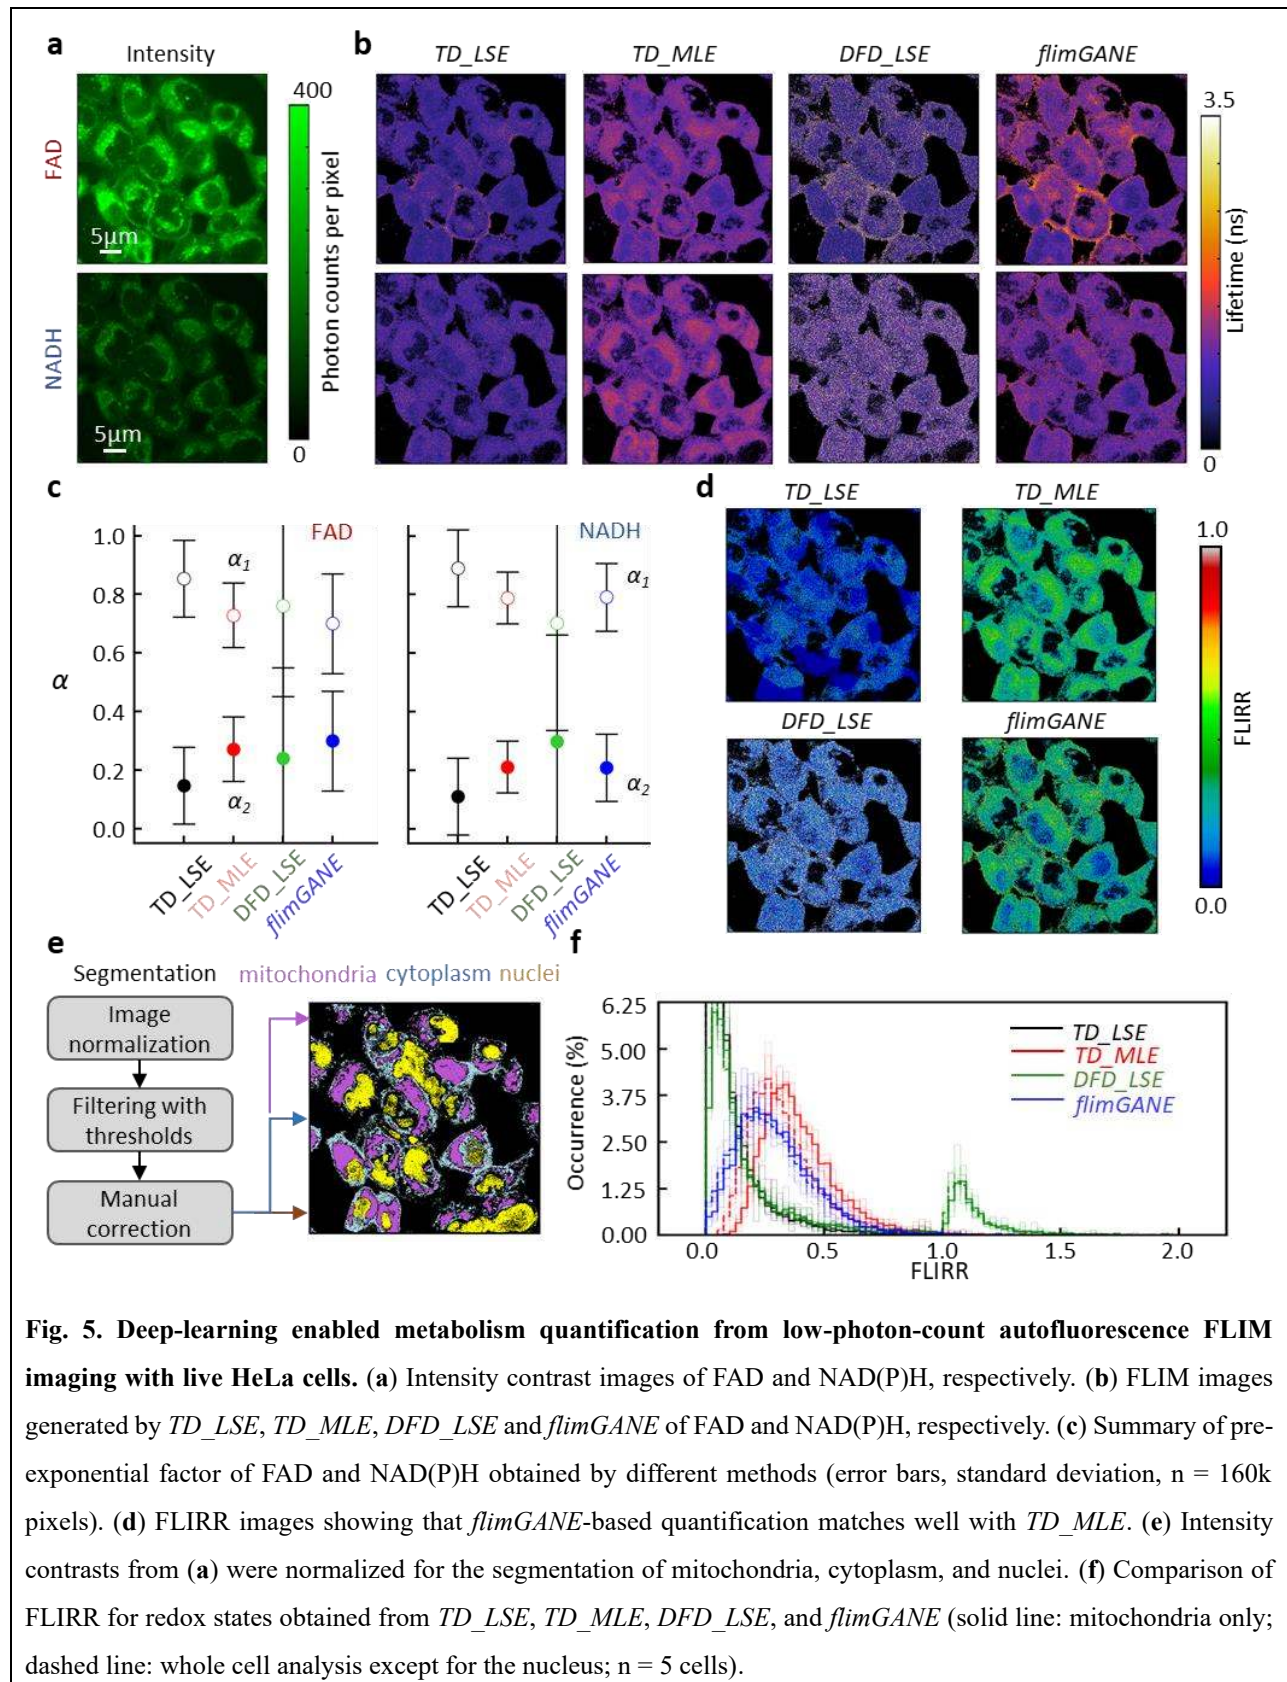 a
Intensity
FAD
5μm
NADH
5μm
400
Photon counts per pixel
0
b
TD_LSE
TD_MLE
DFD_LSE
flimGANE
3.5
Lifetime (ns)
0
c
α
1.0
0.8
0.6
0.4
0.2
0.0
FAD
α1
α2
TD_LSE
TD_MLE
DFD_LSE
flimGANE
NADH
α1
α2
TD_LSE
TD_MLE
DFD_LSE
flimGANE
d
TD_LSE
TD_MLE
DFD_LSE
flimGANE
1.0
FLIRR
0.0
e
Segmentation
mitochondria cytoplasm nuclei
Image
normalization
Filtering with
thresholds
Manual
correction
f
Occurrence (%)
6.25
5.00
3.75
2.50
1.25
0.00
TD_LSE
TD_MLE
DFD_LSE
flimGANE
0.0 0.5 1.0 1.5 2.0
FLIRR
Fig. 5. Deep-learning enabled metabolism quantification from low-photon-count autofluorescence FLIM
imaging with live HeLa cells. (a) Intensity contrast images of FAD and NAD(P)H, respectively. (b) FLIM images
generated by TD_LSE, TD_MLE, DFD_LSE and flimGANE of FAD and NAD(P)H, respectively. (c) Summary of pre-
exponential factor of FAD and NAD(P)H obtained by different methods (error bars, standard deviation, n = 160k
pixels). (d) FLIRR images showing that flimGANE-based quantification matches well with TD_MLE. (e) Intensity
contrasts from (a) were normalized for the segmentation of mitochondria, cytoplasm, and nuclei. (f) Comparison of
FLIRR for redox states obtained from TD_LSE, TD_MLE, DFD_LSE, and flimGANE (solid line: mitochondria only;
dashed line: whole cell analysis except for the nucleus; n = 5 cells).